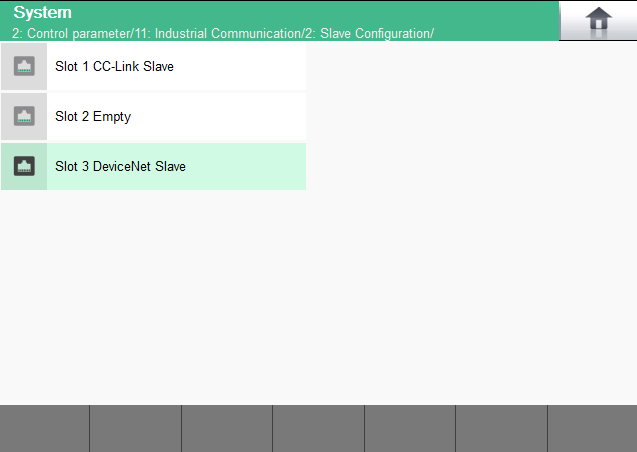 System
2: Control parameter/11: Industrial Communication/2: Slave Configuration/
Slot 1 CC-Link Slave
Slot 2 Empty
Slot 3 DeviceNet Slave